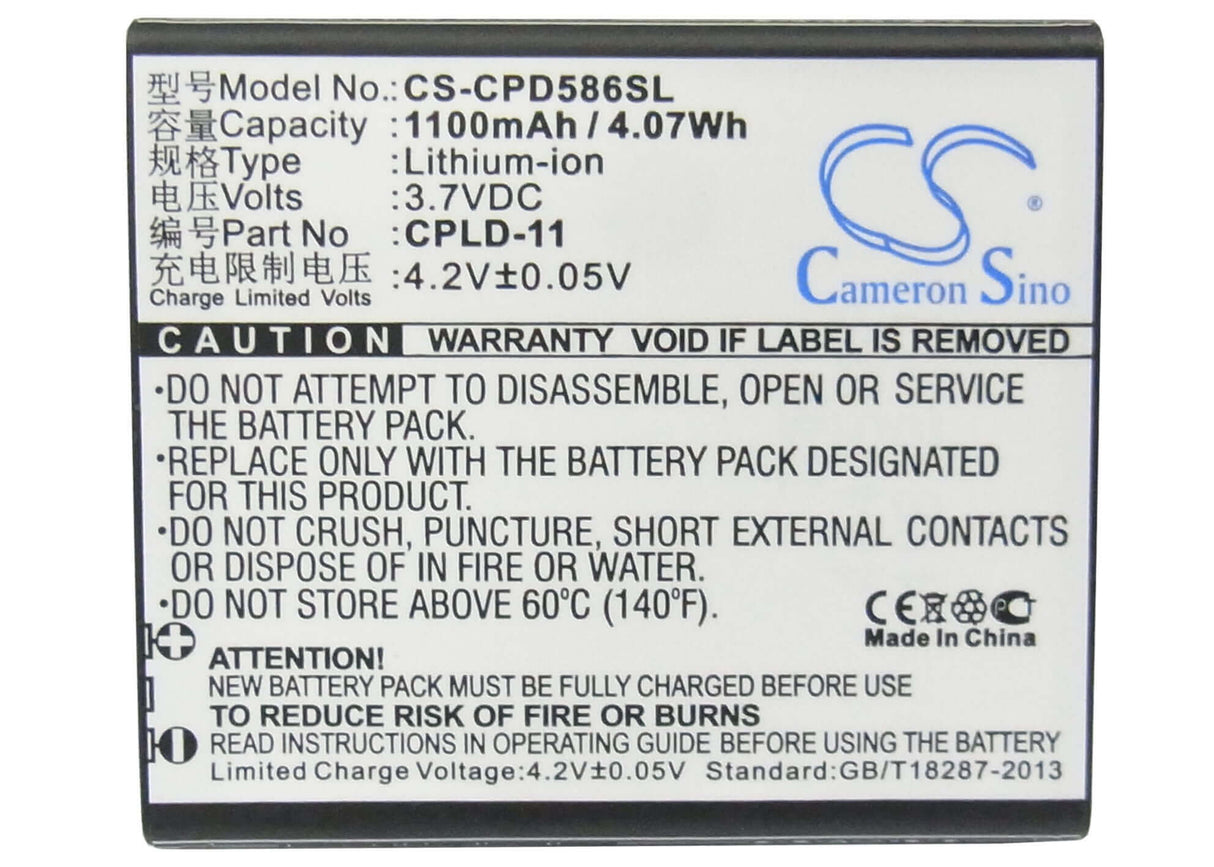 型号Model No.:CS-CPD586SL
容量Capacity :1100mAh / 4.07Wh
规格Type :Lithium-ion
电压Volts :3.7VDC
编号Part No :CPLD-11
充电限制电压 :4.2V±0.05V
Charge Limited Volts
CS
®
Cameron Sino
CAUTION WARRANTY VOID IF LABEL IS REMOVED
·DO NOT ATTEMPT TO DISASSEMBLE, OPEN OR SERVICE
THE BATTERY PACK.
·REPLACE ONLY WITH THE BATTERY PACK DESIGNATED
FOR THIS PRODUCT.
·DO NOT CRUSH, PUNCTURE, SHORT EXTERNAL CONTACTS
OR DISPOSE OF IN FIRE OR WATER.
·DO NOT STORE ABOVE 60°C (140°F).
CE PCT
Made In China
+
ATTENTION!
NEW BATTERY PACK MUST BE FULLY CHARGED BEFORE USE
TO REDUCE RISK OF FIRE OR BURNS
READ INSTRUCTIONS IN OPERATING GUIDE BEFORE USING THE BATTERY
Limited Charge Voltage:4.2V±0.05V Standard:GB/T18287-2013